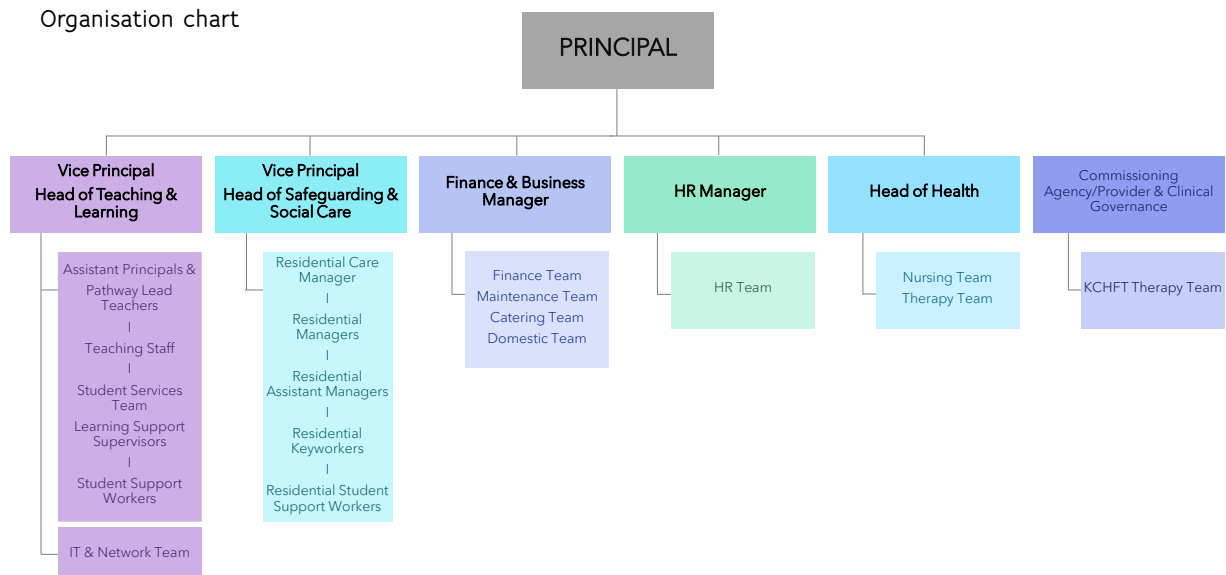 Organisation chart
PRINCIPAL
Vice Principal
Head of Teaching &
Learning
Vice Principal
Head of Safeguarding &
Social Care
Finance & Business
Manager
HR Manager
Head of Health
Commissioning
Agency/Provider & Clinical
Governance
Assistant Principals &
Pathway Lead
Teachers
I
Teaching Staff
I
Student Services
Team
Learning Support
Supervisors
I
Student Support
Workers
IT & Network Team
Residential Care
Manager
I
Residential
Managers
I
Residential
Assistant Managers
I
Residential
Keyworkers
I
Residential Student
Support Workers
Finance Team
Maintenance Team
Catering Team
Domestic Team
HR Team
Nursing Team
Therapy Team
KCHFT Therapy Team